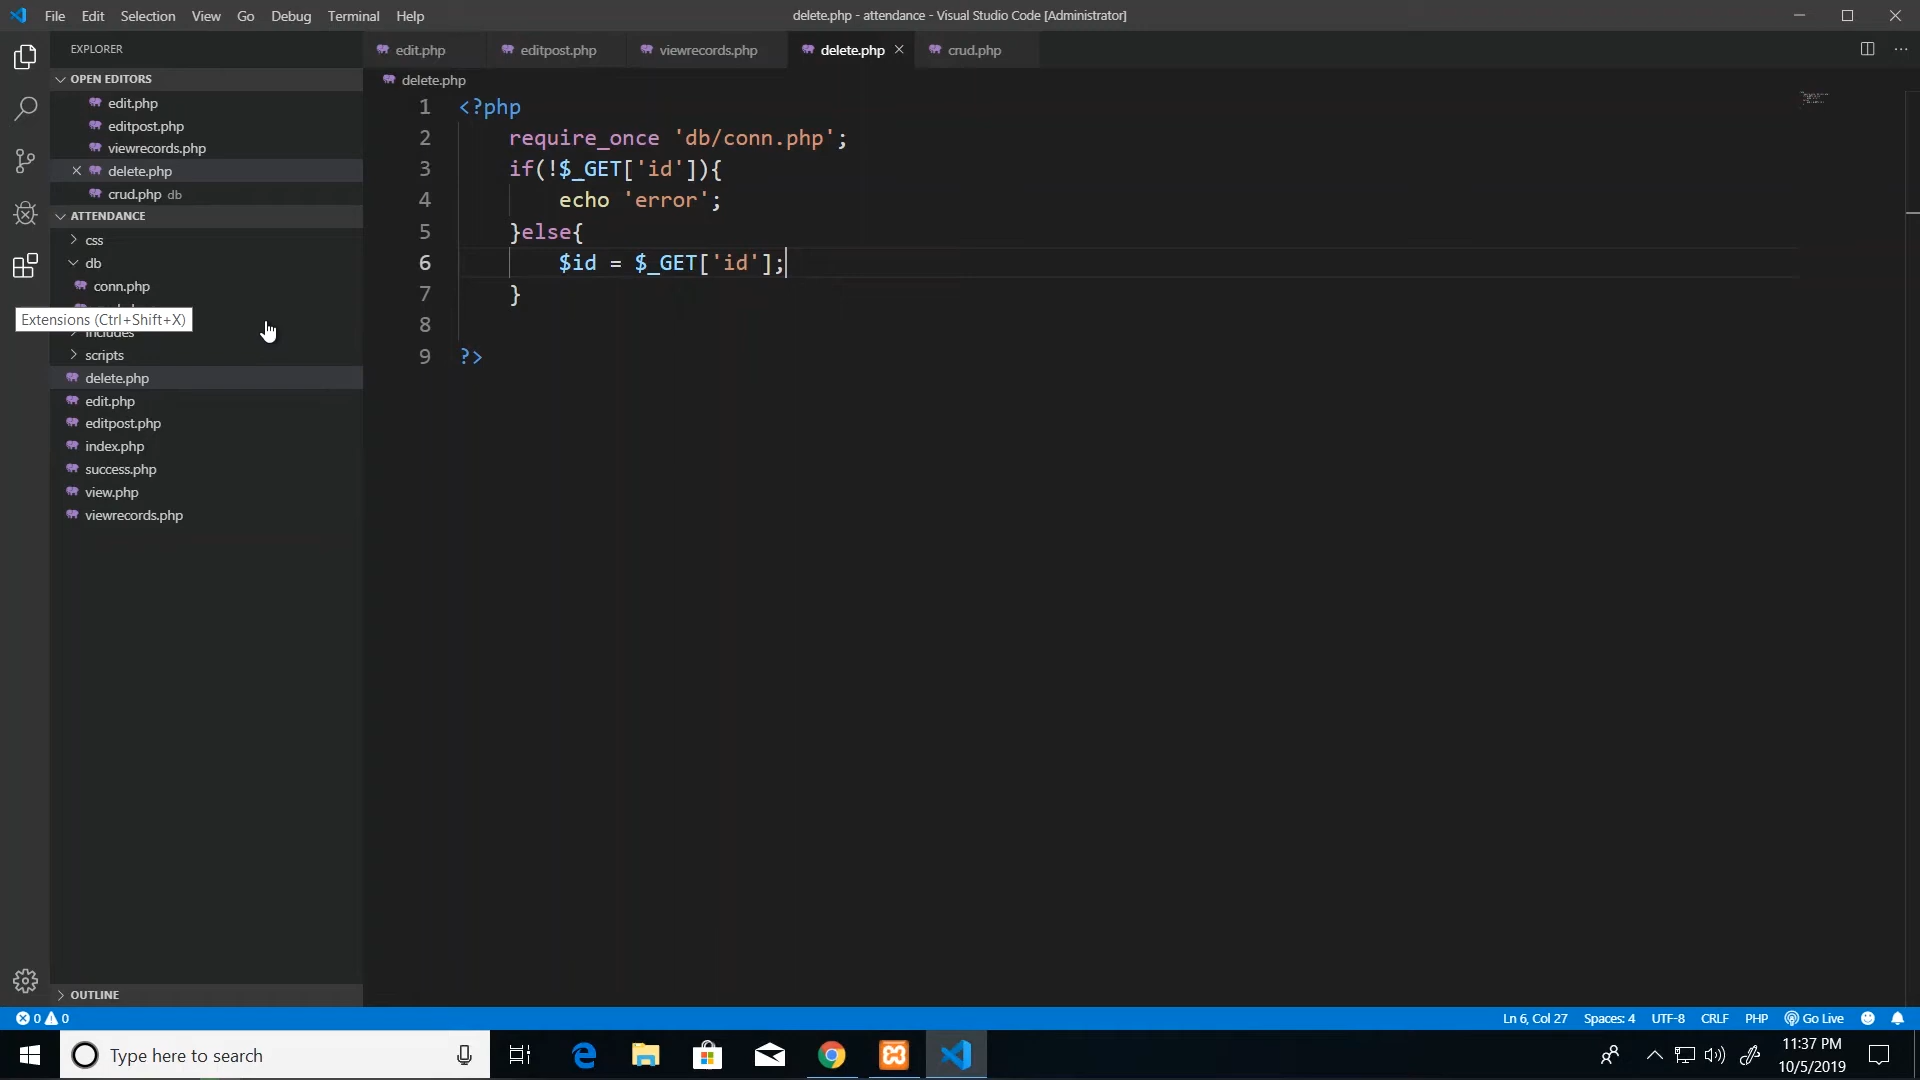 File Edit Selection View Go Debug Terminal Help
delete.php - attendance - Visual Studio Code [Administrator]
EXPLORER
edit.php
editpost.php
viewrecords.php
delete.php
crud.php
OPEN EDITORS
edit.php
editpost.php
viewrecords.php
delete.php
crud.php db
ATTENDANCE
css
db
conn.php
Extensions (Ctrl+Shift+X)
includes
scripts
delete.php
edit.php
editpost.php
index.php
success.php
view.php
viewrecords.php
OUTLINE
delete.php
1 <?php
2 require_once 'db/conn.php';
3 if(!$_GET['id']){
4 echo 'error';
5 }else{
6 $id = $_GET['id'];
7 }
8
9 ?>
0 0
Ln 6, Col 27 Spaces: 4 UTF-8 CRLF PHP Go Live
Type here to search
11:37 PM
10/5/2019